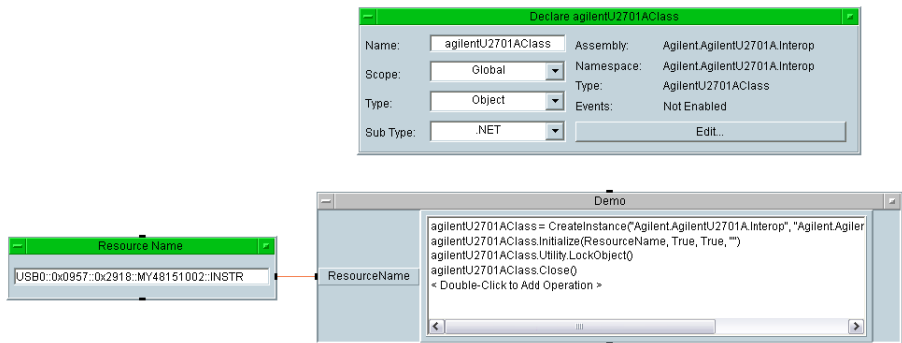 Declare agilentU2701AClass
Name: agilentU2701AClass Assembly: Agilent.AgilentU2701A.Interop
Scope: Global Namespace: Agilent.AgilentU2701A.Interop
Type: Object Type: AgilentU2701AClass
Events: Not Enabled
Sub Type: .NET Edit...
Demo
agilentU2701AClass = CreateInstance("Agilent.AgilentU2701A.Interop", "Agilent.Agiler
agilentU2701AClass.Initialize(ResourceName, True, True, "")
agilentU2701AClass.Utility.LockObject()
agilentU2701AClass.Close()
< Double-Click to Add Operation >
Resource Name
USB0::0x0957::0x2918::MY48151002::INSTR
ResourceName